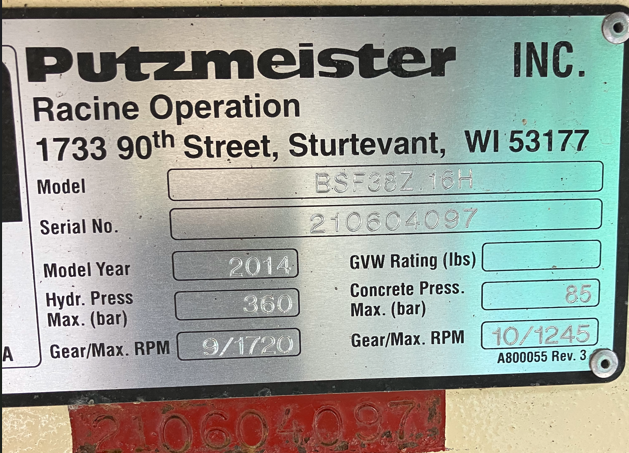 Putzmeister INC.
Racine Operation
1733 90th Street, Sturtevant, WI 53177
Model BSF38Z.16H
Serial No. 210604097
Model Year 2014 GVW Rating (lbs)
Hydr. Press Max. (bar) 360 Concrete Press. Max. (bar) 85
A Gear/Max. RPM 9/1720 Gear/Max. RPM 10/1245
A800055 Rev. 3
210604097